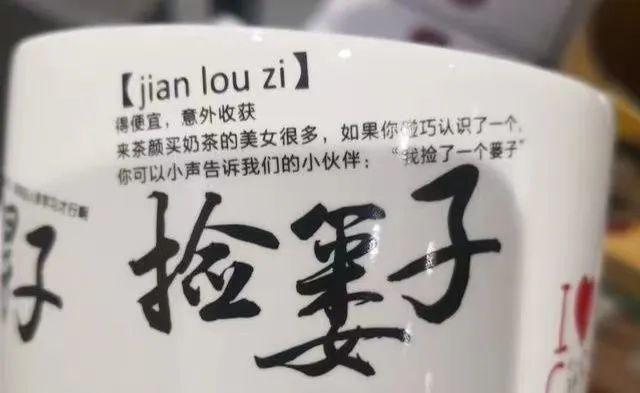 【jian lou zi】
得便宜，意外收获
来茶颜买奶茶的美女很多，如果你碰巧认识了一个，
你可以小声告诉我们的小伙伴：“我捡了一个篓子”
捡篓子
子
I